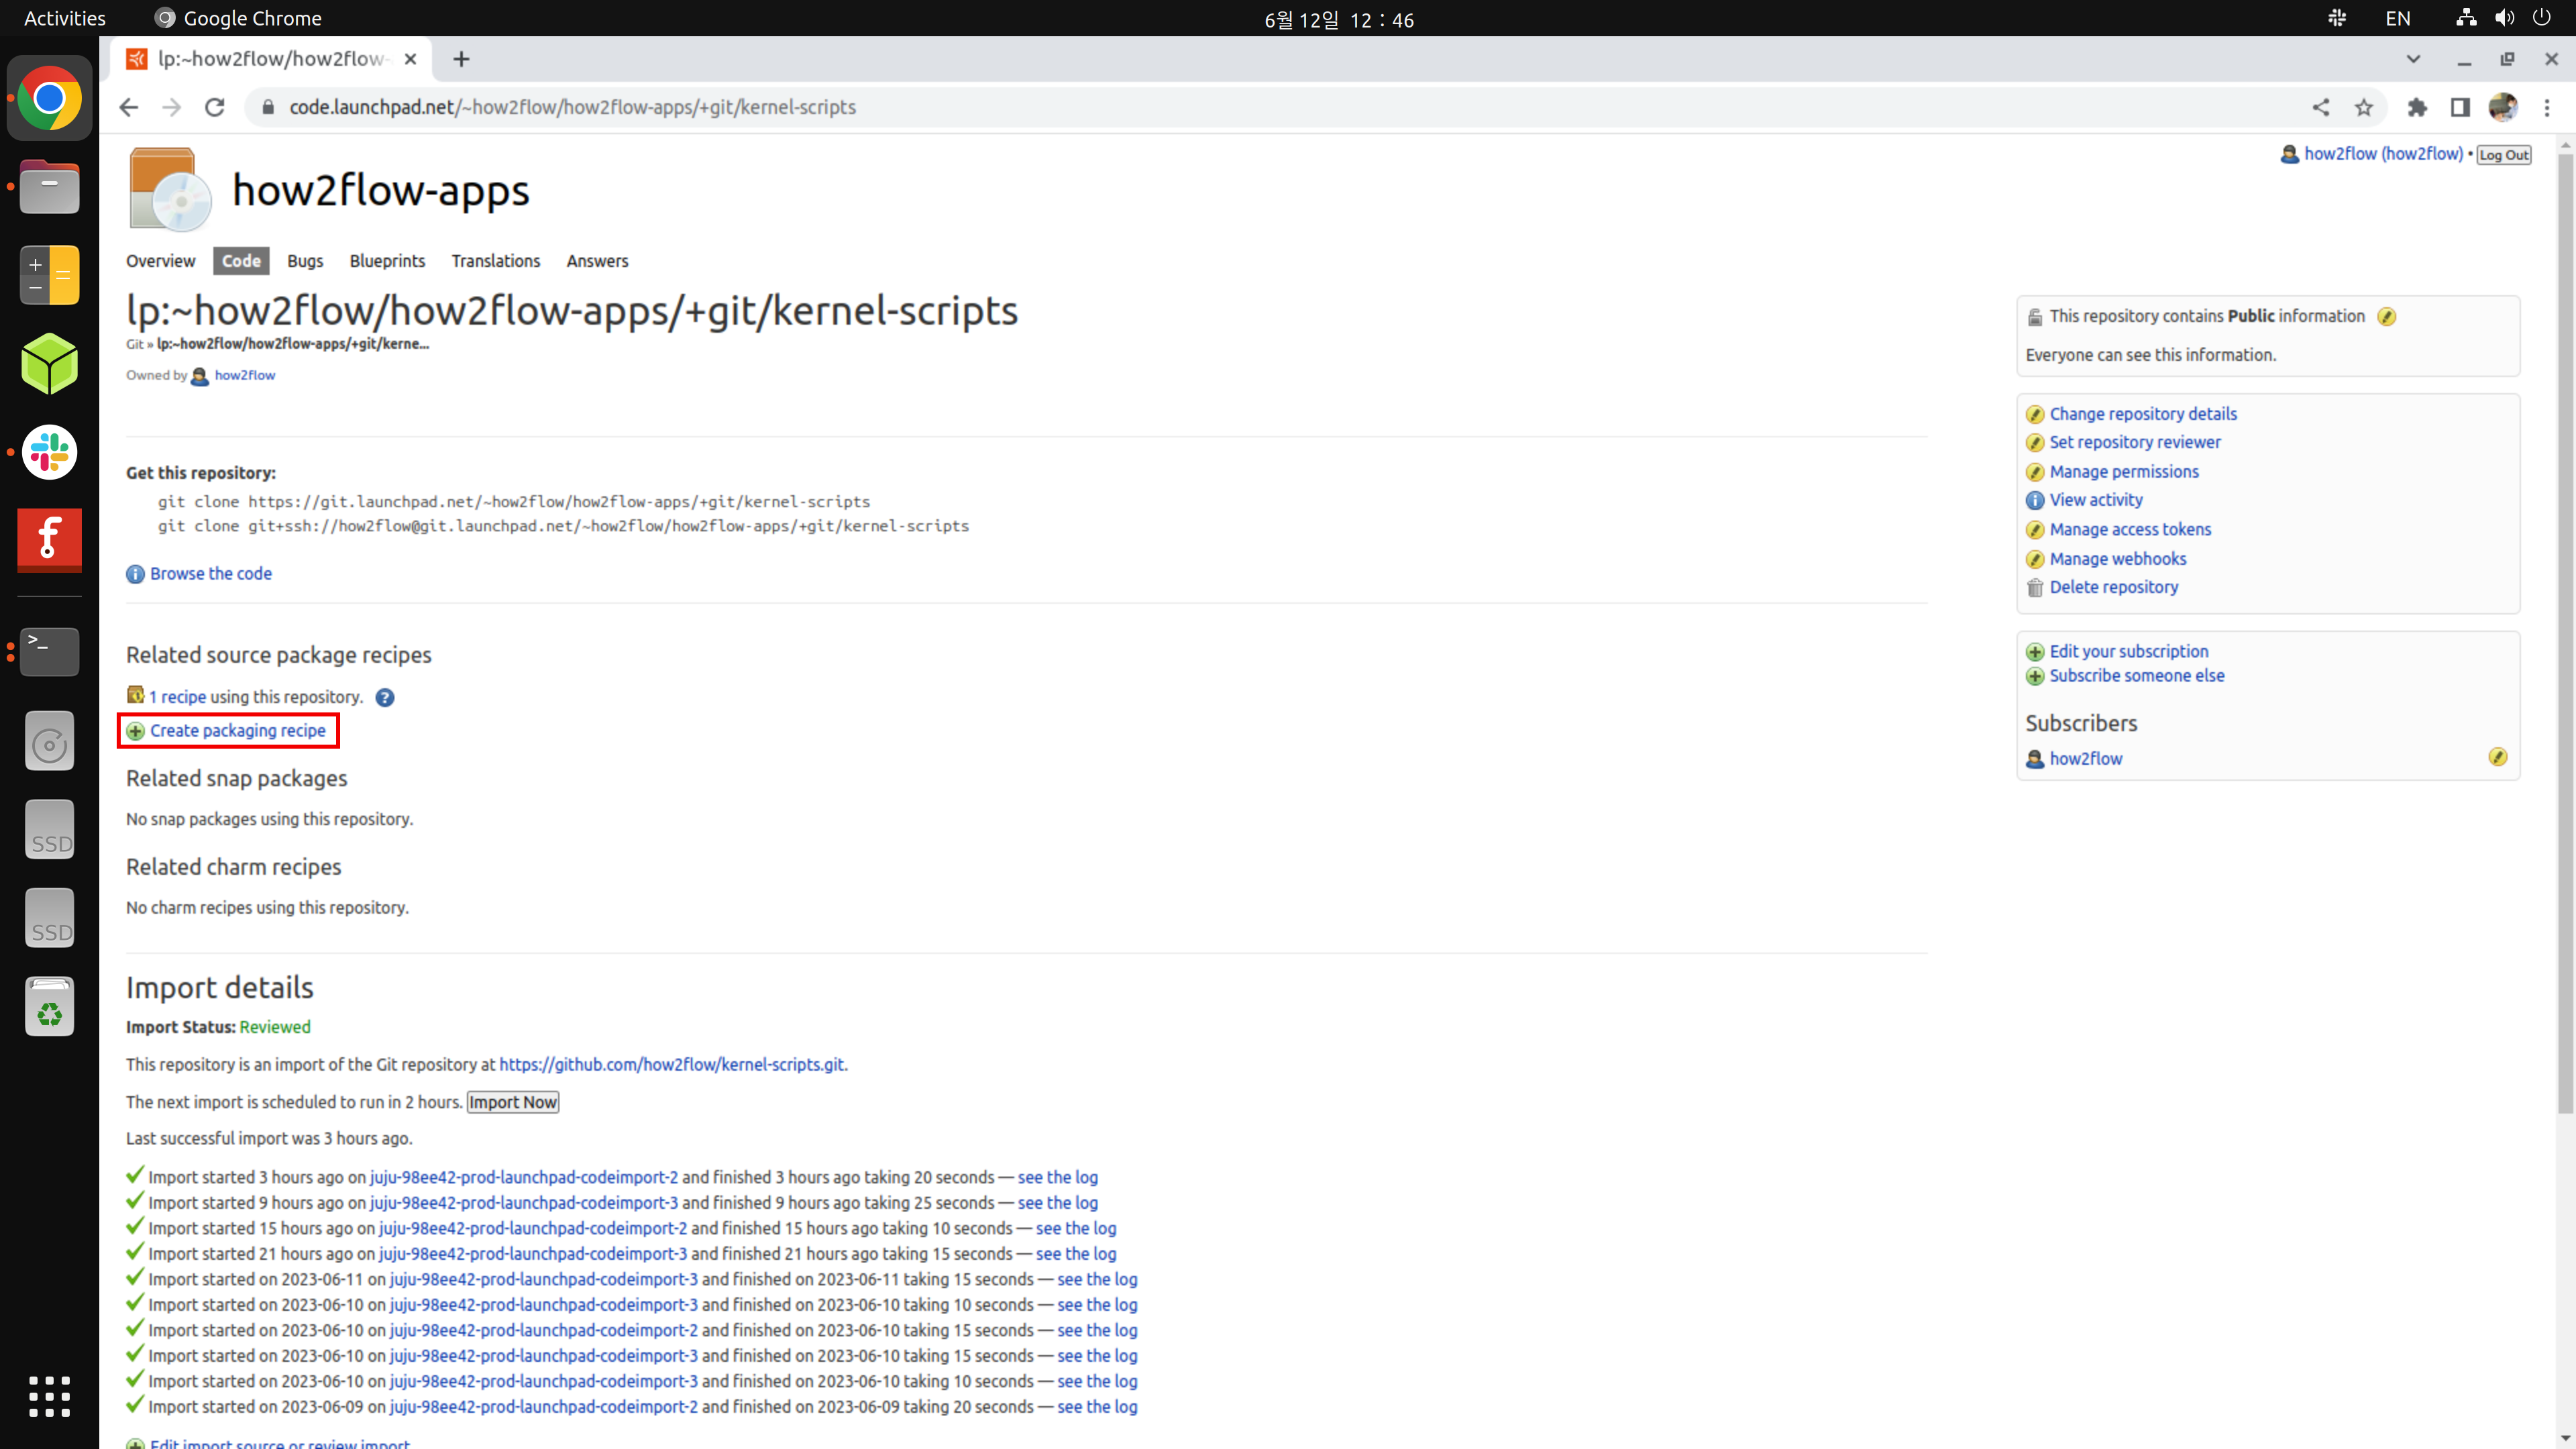 Activities
Google Chrome
6월 12일 12：46
EN
lp:~how2flow/how2flow-
code.launchpad.net/~how2flow/how2flow-apps/+git/kernel-scripts
how2flow (how2flow) • Log Out
how2flow-apps
Overview Code Bugs Blueprints Translations Answers
lp:~how2flow/how2flow-apps/+git/kernel-scripts
Git » lp:~how2flow/how2flow-apps/+git/kerne...
Owned by how2flow
Get this repository:
git clone https://git.launchpad.net/~how2flow/how2flow-apps/+git/kernel-scripts
git clone git+ssh://how2flow@git.launchpad.net/~how2flow/how2flow-apps/+git/kernel-scripts
Browse the code
Related source package recipes
1 recipe using this repository.
Create packaging recipe
Related snap packages
No snap packages using this repository.
Related charm recipes
No charm recipes using this repository.
Import details
Import Status: Reviewed
This repository is an import of the Git repository at https://github.com/how2flow/kernel-scripts.git.
The next import is scheduled to run in 2 hours. Import Now
Last successful import was 3 hours ago.
Import started 3 hours ago on juju-98ee42-prod-launchpad-codeimport-2 and finished 3 hours ago taking 20 seconds — see the log
Import started 9 hours ago on juju-98ee42-prod-launchpad-codeimport-3 and finished 9 hours ago taking 25 seconds — see the log
Import started 15 hours ago on juju-98ee42-prod-launchpad-codeimport-2 and finished 15 hours ago taking 10 seconds — see the log
Import started 21 hours ago on juju-98ee42-prod-launchpad-codeimport-3 and finished 21 hours ago taking 15 seconds — see the log
Import started on 2023-06-11 on juju-98ee42-prod-launchpad-codeimport-3 and finished on 2023-06-11 taking 15 seconds — see the log
Import started on 2023-06-10 on juju-98ee42-prod-launchpad-codeimport-3 and finished on 2023-06-10 taking 10 seconds — see the log
Import started on 2023-06-10 on juju-98ee42-prod-launchpad-codeimport-2 and finished on 2023-06-10 taking 15 seconds — see the log
Import started on 2023-06-10 on juju-98ee42-prod-launchpad-codeimport-3 and finished on 2023-06-10 taking 15 seconds — see the log
Import started on 2023-06-10 on juju-98ee42-prod-launchpad-codeimport-3 and finished on 2023-06-10 taking 10 seconds — see the log
Import started on 2023-06-09 on juju-98ee42-prod-launchpad-codeimport-2 and finished on 2023-06-09 taking 20 seconds — see the log
Edit import source or review import
This repository contains Public information
Everyone can see this information.
Change repository details
Set repository reviewer
Manage permissions
View activity
Manage access tokens
Manage webhooks
Delete repository
Edit your subscription
Subscribe someone else
Subscribers
how2flow
SSD
SSD